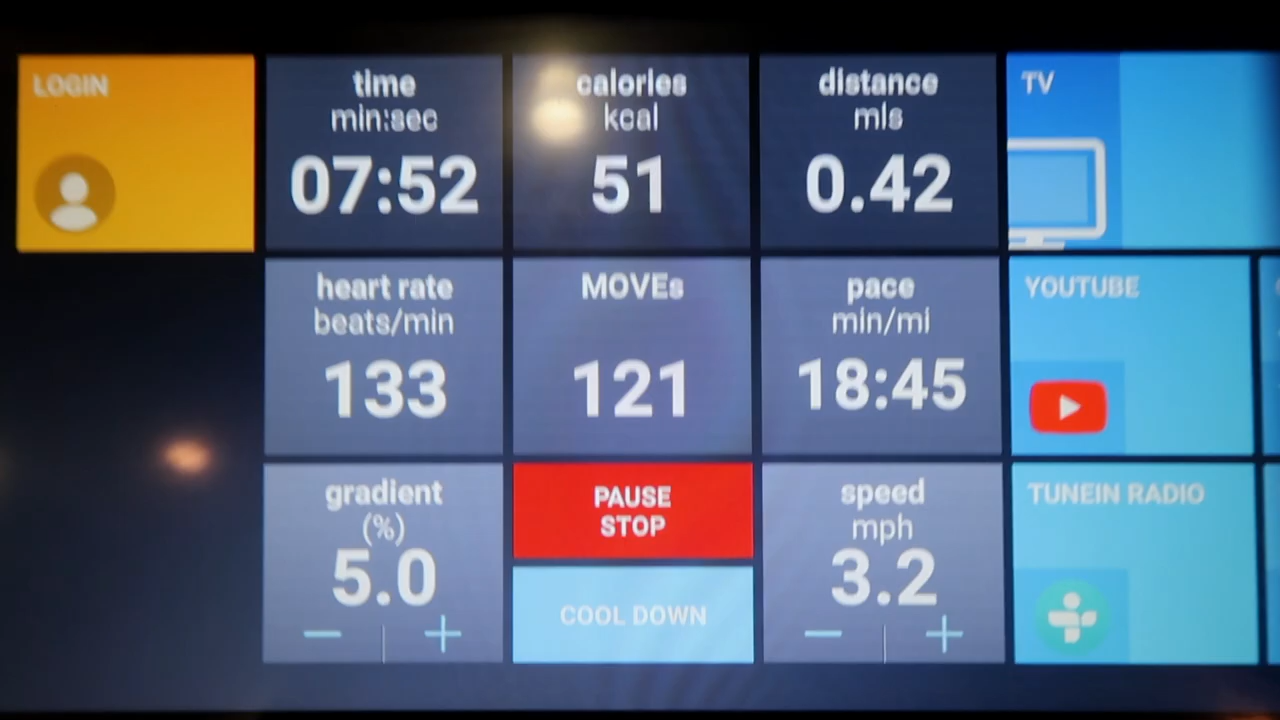 LOGIN
time
min:sec
07:52
calories
kcal
51
distance
mls
0.42
TV
heart rate
beats/min
133
MOVEs
121
pace
min/mi
18:45
YOUTUBE
gradient
(%)
5.0
− +
PAUSE
STOP
COOL DOWN
speed
mph
3.2
− +
TUNEIN RADIO